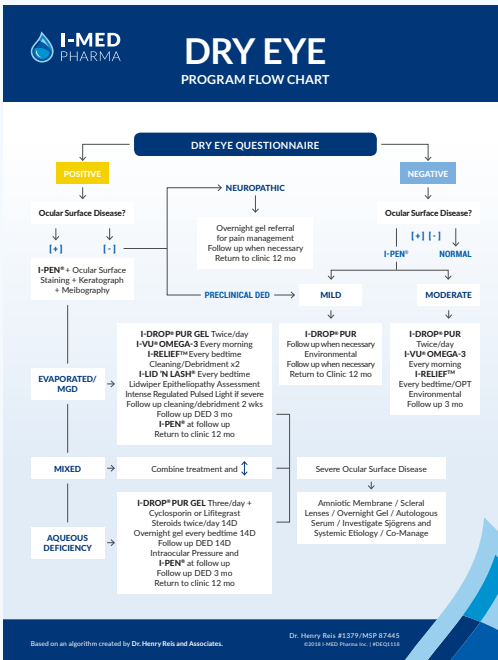 I-MED
PHARMA
DRY EYE
PROGRAM FLOW CHART
DRY EYE QUESTIONNAIRE
POSITIVE
NEGATIVE
NEUROPATHIC
Ocular Surface Disease?
Ocular Surface Disease?
Overnight gel referral
for pain management
Follow up when necessary
Return to clinic 12 mo
[+]
[-]
[+] [-]
I-PEN®
NORMAL
I-PEN® + Ocular Surface
Staining + Keratograph
+ Meibography
PRECLINICAL DED
MILD
MODERATE
I-DROP® PUR GEL Twice/day
I-VU® OMEGA-3 Every morning
I-RELIEF™ Every bedtime
Cleaning/Debridment x2
I-LID 'N LASH® Every bedtime
Lidwiper Epitheliopathy Assessment
Intense Regulated Pulsed Light if severe
Follow up cleaning/debridment 2 wks
Follow up DED 3 mo
I-PEN® at follow up
Return to clinic 12 mo
I-DROP® PUR
Follow up when necessary
Environmental
Follow up when necessary
Return to Clinic 12 mo
I-DROP® PUR
Twice/day
I-VU® OMEGA-3
Every morning
I-RELIEF™
Every bedtime/OPT
Environmental
Follow up 3 mo
EVAPORATED/
MGD
MIXED
Combine treatment and
Severe Ocular Surface Disease
AQUEOUS
DEFICIENCY
I-DROP® PUR GEL Three/day +
Cyclosporin or Lifitegrast
Steroids twice/day 14D
Overnight gel every bedtime 14D
Follow up DED 14D
Intraocular Pressure and
I-PEN® at follow up
Follow up DED 3 mo
Return to clinic 12 mo
Amniotic Membrane / Scleral
Lenses / Overnight Gel / Autologous
Serum / Investigate Sjögrens and
Systemic Etiology / Co-Manage
Based on an algorithm created by Dr. Henry Reis and Associates.
Dr. Henry Reis #1379/MSP 87445
©2018 I-MED Pharma Inc. | #DEQ1118